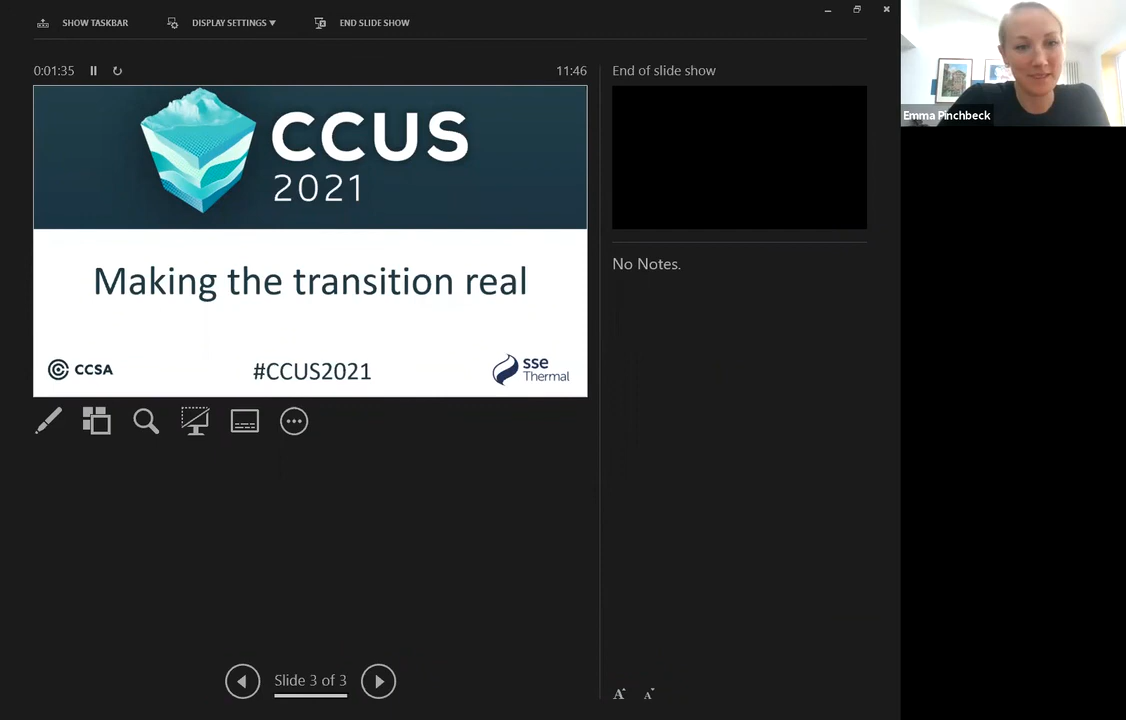 SHOW TASKBAR
DISPLAY SETTINGS ▼
END SLIDE SHOW
0:01:35
11:46
End of slide show
CCUS
2021
Making the transition real
CCSA
#CCUS2021
sse
Thermal
No Notes.
Slide 3 of 3
A A
Emma Pinchbeck